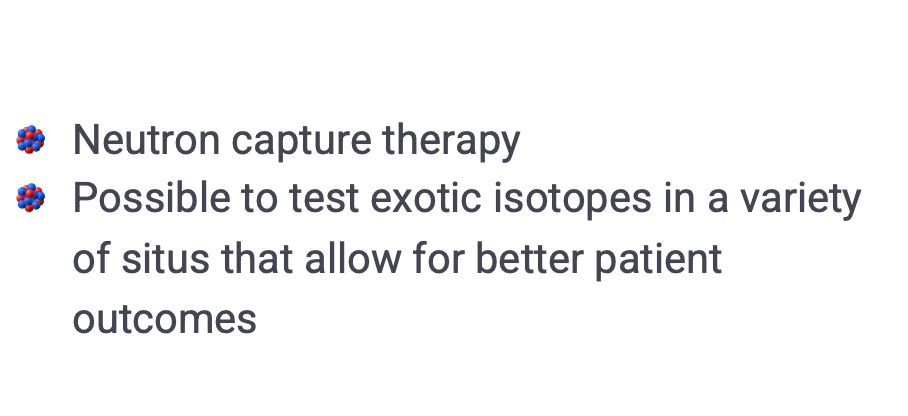 Neutron capture therapy
Possible to test exotic isotopes in a variety
of situs that allow for better patient
outcomes